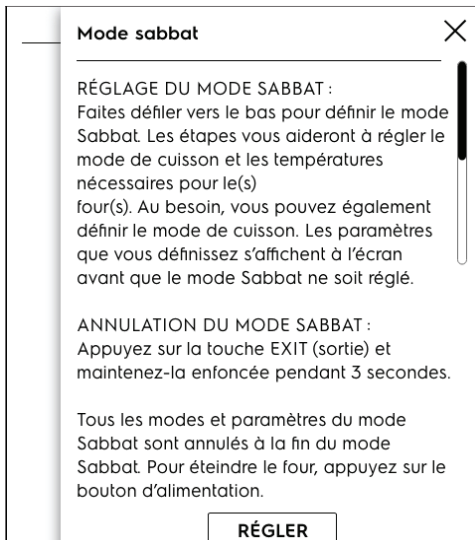 Mode sabbat
RÉGLAGE DU MODE SABBAT :
Faites défiler vers le bas pour définir le mode
Sabbat. Les étapes vous aideront à régler le
mode de cuisson et les températures
nécessaires pour le(s)
four(s). Au besoin, vous pouvez également
définir le mode de cuisson. Les paramètres
que vous définissez s'affichent à l'écran
avant que le mode Sabbat ne soit réglé.
ANNULATION DU MODE SABBAT :
Appuyez sur la touche EXIT (sortie) et
maintenez-la enfoncée pendant 3 secondes.
Tous les modes et paramètres du mode
Sabbat sont annulés à la fin du mode
Sabbat. Pour éteindre le four, appuyez sur le
bouton d'alimentation.
RÉGLER